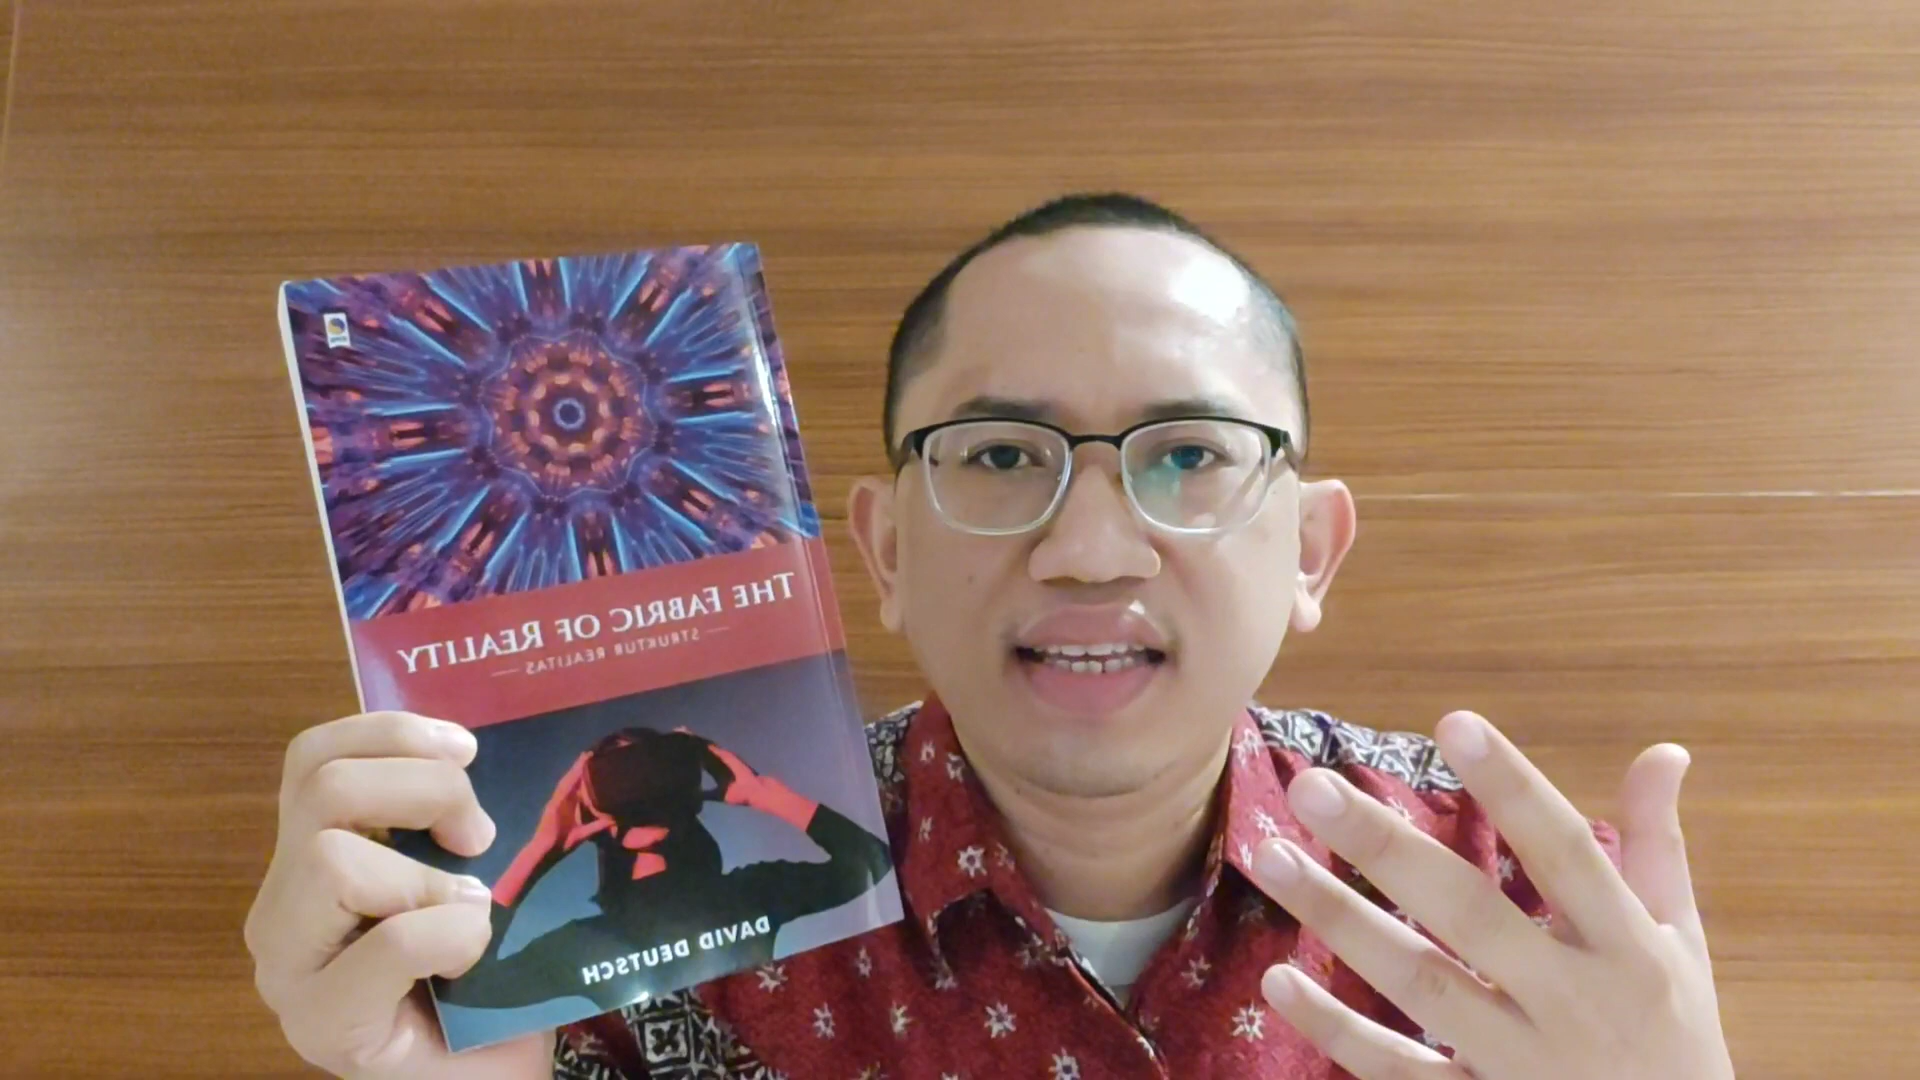 THE FABRIC OF REALITY
STRUKTUR REALITAS
DAVID DEUTSCH